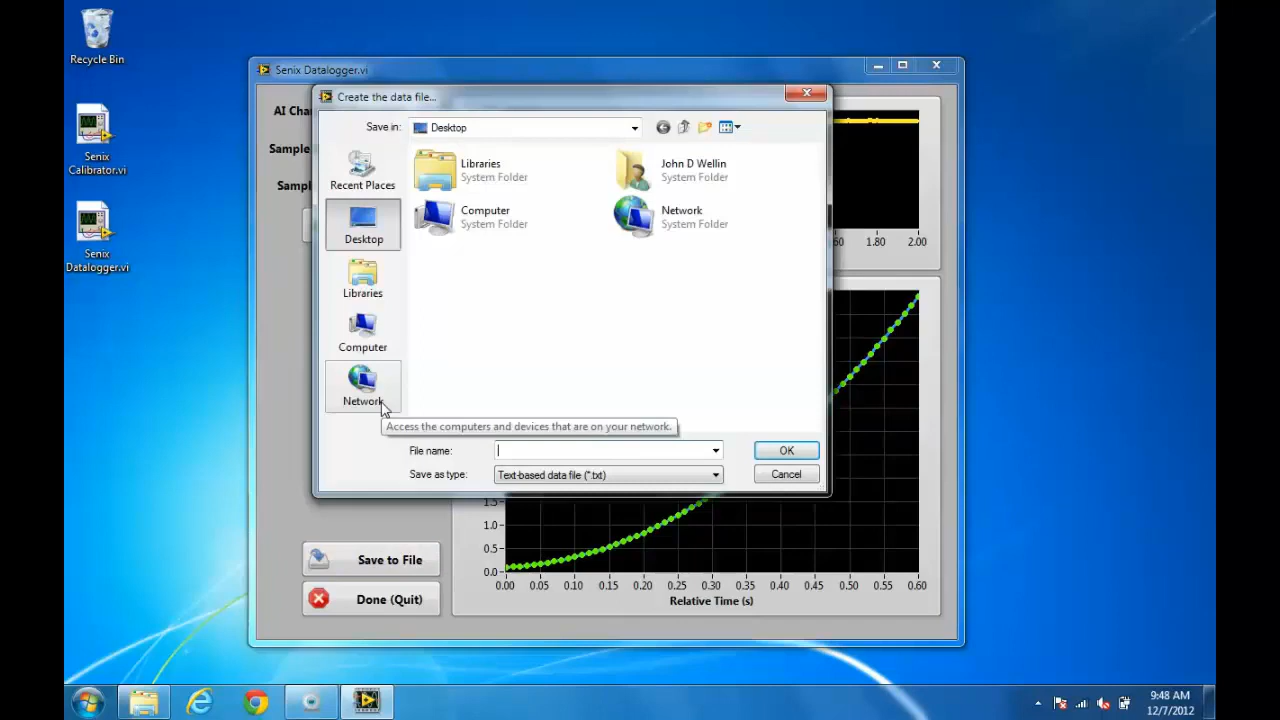 Recycle Bin
Senix
Calibrator.vi
Senix
Datalogger.vi
Senix Datalogger.vi
AI Cha
Sample
Sampl
Create the data file...
Save in:
Desktop
Recent Places
Desktop
Libraries
Computer
Network
Libraries
System Folder
John D Wellin
System Folder
Computer
System Folder
Network
System Folder
Access the computers and devices that are on your network.
File name:
OK
Save as type:
Text-based data file (*.txt)
Cancel
60 1.80 2.00
1.5
1.0
0.5
0.0
0.00 0.05 0.10 0.15 0.20 0.25 0.30 0.35 0.40 0.45 0.50 0.55 0.60
Relative Time (s)
Save to File
Done (Quit)
9:48 AM
12/7/2012